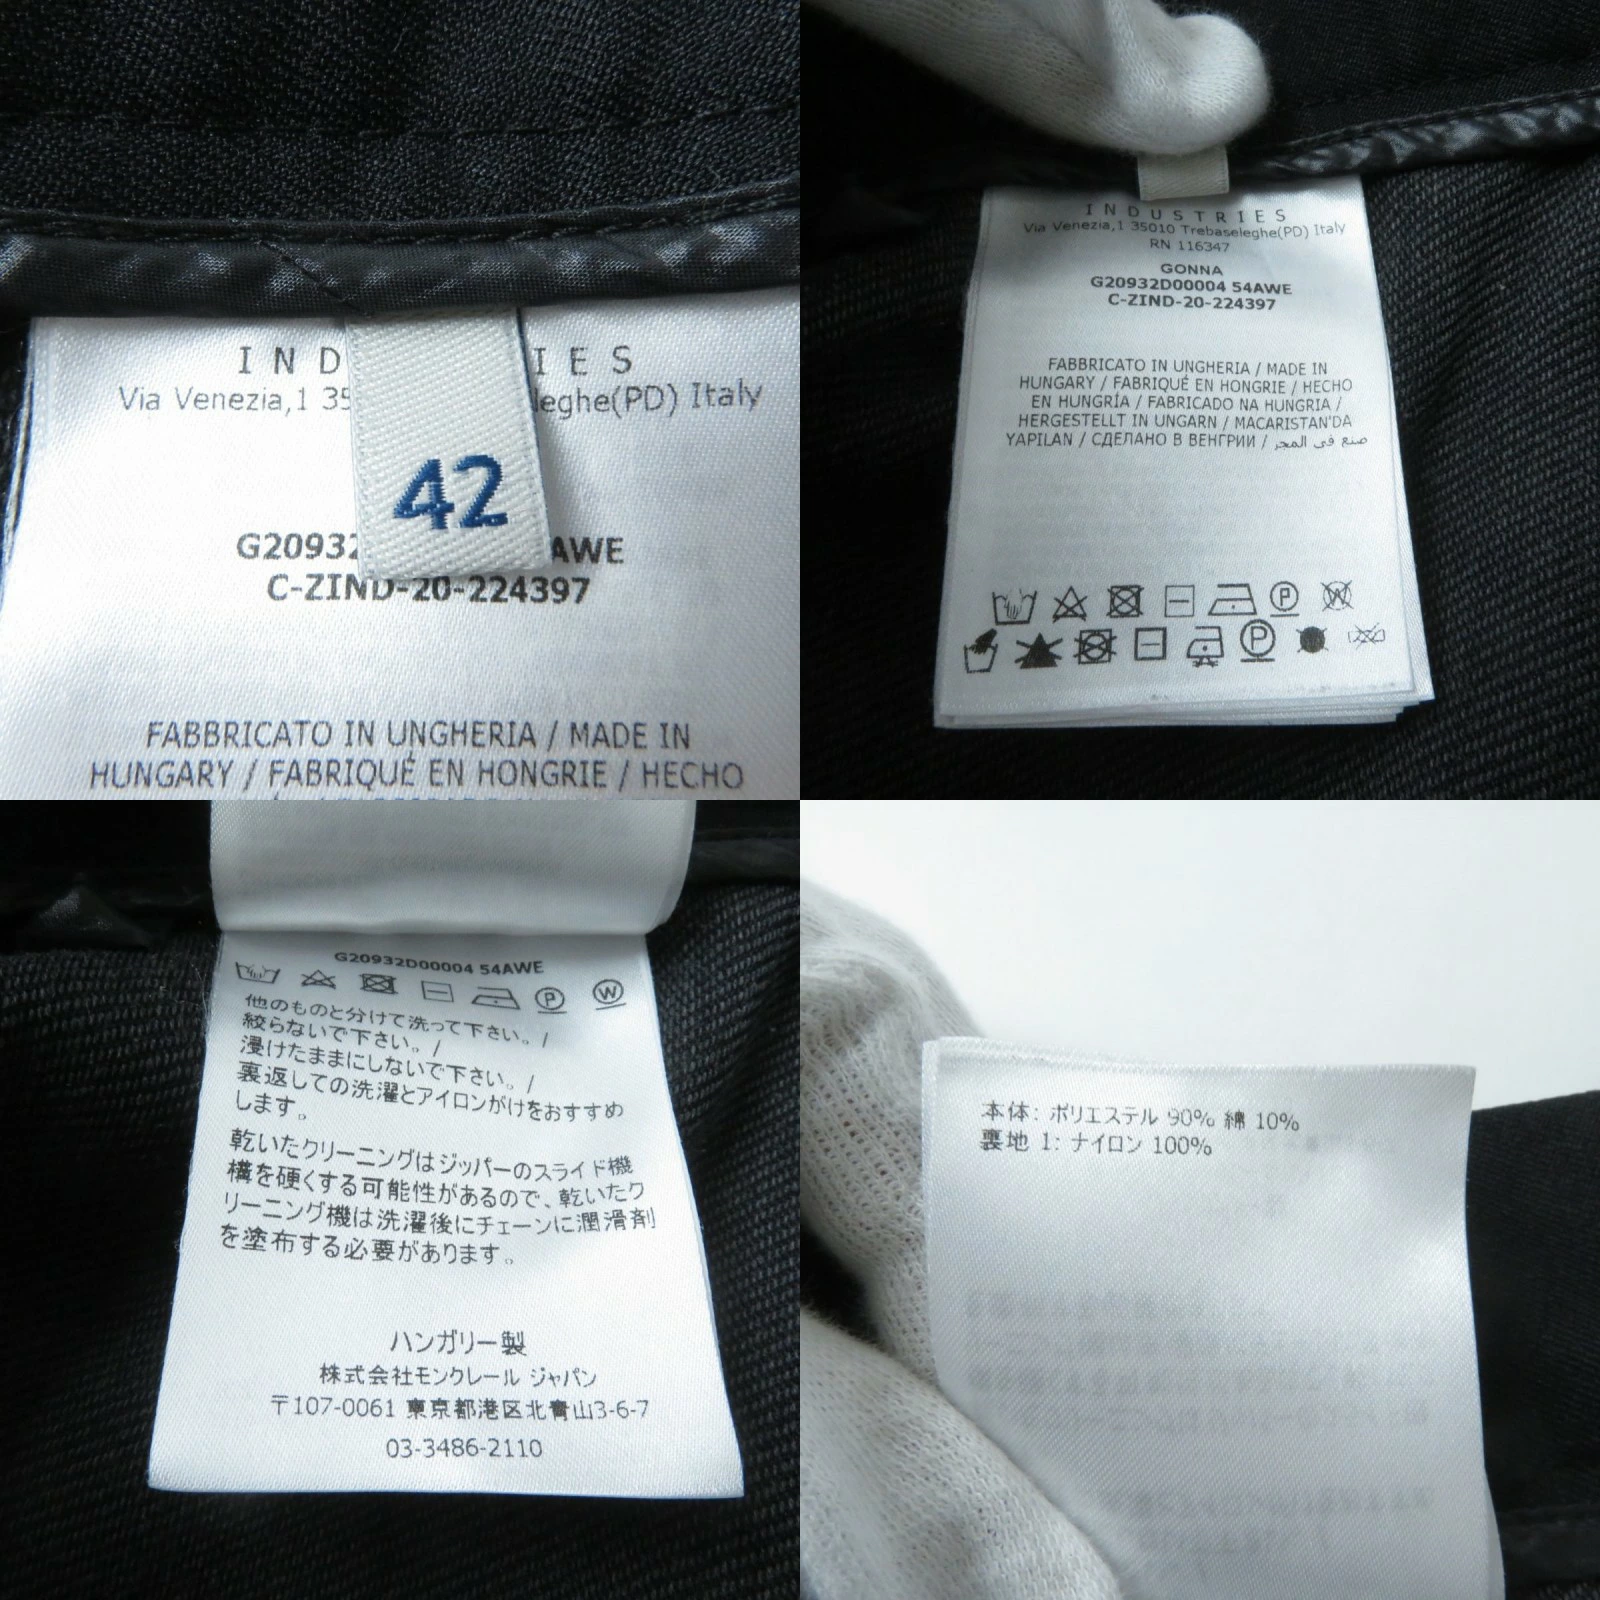 I N D I E S
Via Venezia,1 35 eleghe(PD) Italy
42
G20932 AWE
C-ZIND-20-224397
FABBRICATO IN UNGHERIA / MADE IN
HUNGARY / FABRIQUÉ EN HONGRIE / HECHO
I N D U S T R I E S
Via Venezia,1 35010 Trebaseleghe(PD) Italy
RN 116347
GONNA
G20932D00004 54AWE
C-ZIND-20-224397
FABBRICATO IN UNGHERIA / MADE IN
HUNGARY / FABRIQUÉ EN HONGRIE / HECHO
EN HUNGRÍA / FABRICADO NA HUNGRIA /
HERGESTELLT IN UNGARN / MACARISTAN'DA
YAPILAN / СДЕЛАНО В ВЕНГРИИ / صنع في المجر
P W
P
G20932D00004 54AWE
P W
他のものと分けて洗って下さい。/
絞らないで下さい。/
浸けたままにしないで下さい。/
裏返しての洗濯とアイロンがけをおすすめ
します。
乾いたクリーニングはジッパーのスライド機
構を硬くする可能性があるので、乾いたク
リーニング機は洗濯後にチェーンに潤滑剤
を塗布する必要があります。
ハンガリー製
株式会社モンクレール ジャパン
〒107-0061 東京都港区北青山3-6-7
03-3486-2110
本体: ポリエステル 90% 綿 10%
裏地 1: ナイロン 100%